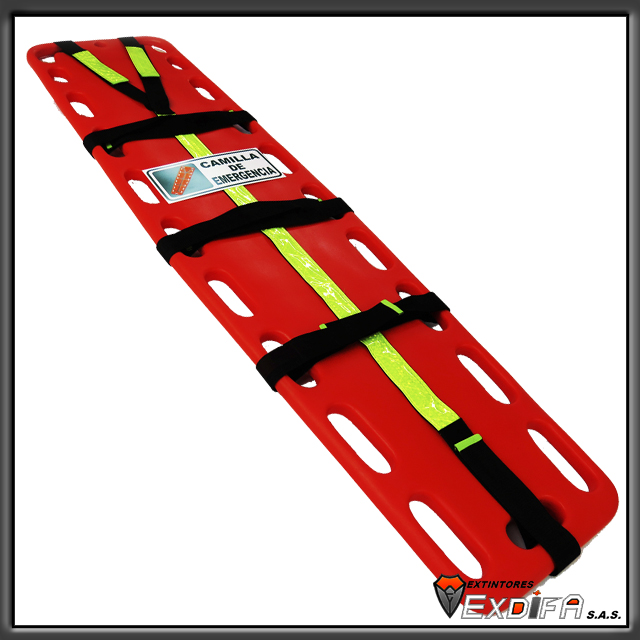 CAMILLA
DE
EMERGENCIA
EXTINTORES
EXDIFA S.A.S.